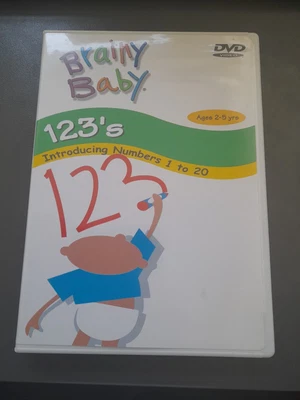 Brainy
Baby®
DVD
Ages 2-5 yrs
123's
Introducing Numbers 1 to 20
123